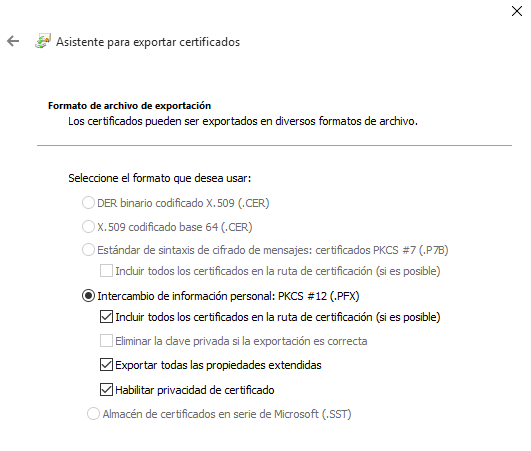 Asistente para exportar certificados
Formato de archivo de exportación
Los certificados pueden ser exportados en diversos formatos de archivo.
Seleccione el formato que desea usar:
DER binario codificado X.509 (.CER)
X.509 codificado base 64 (.CER)
Estándar de sintaxis de cifrado de mensajes: certificados PKCS #7 (.P7B)
Incluir todos los certificados en la ruta de certificación (si es posible)
Intercambio de información personal: PKCS #12 (.PFX)
Incluir todos los certificados en la ruta de certificación (si es posible)
Eliminar la clave privada si la exportación es correcta
Exportar todas las propiedades extendidas
Habilitar privacidad de certificado
Almacén de certificados en serie de Microsoft (.SST)